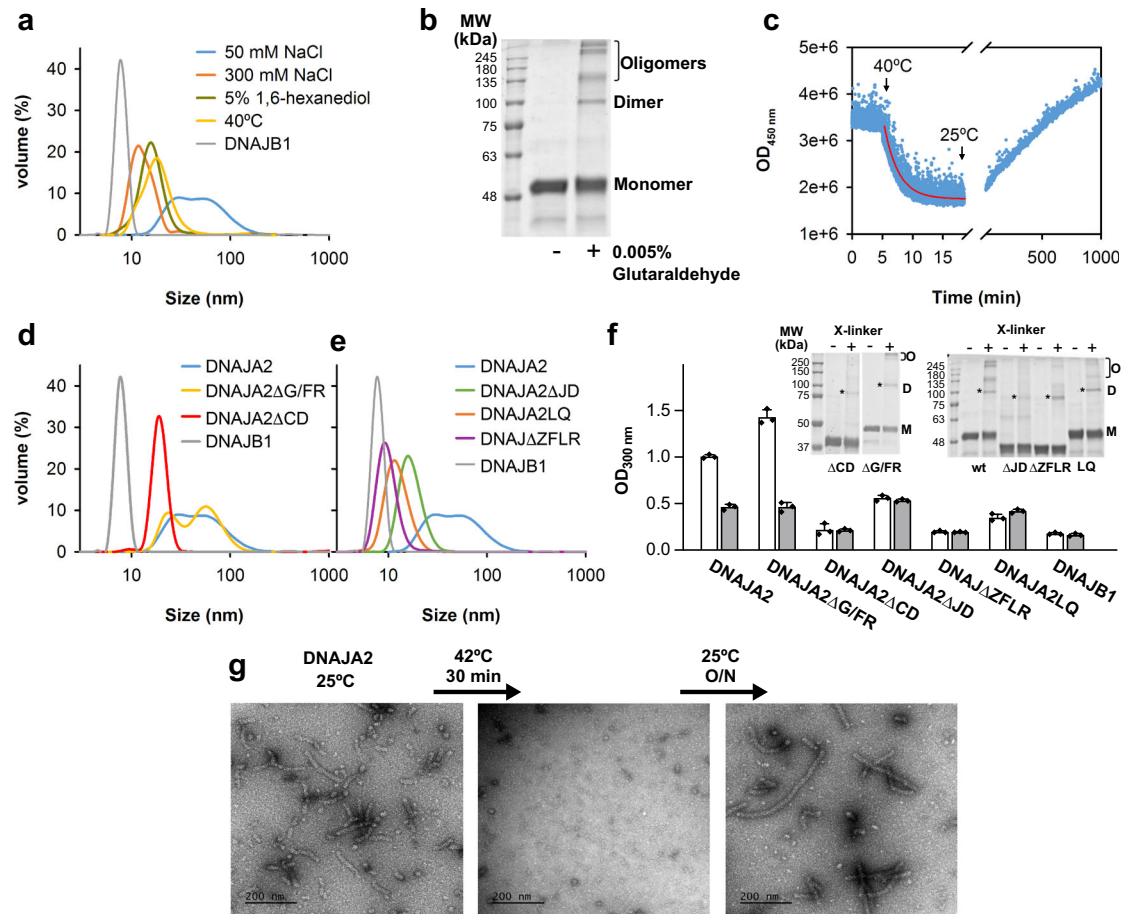 a
50 mM NaCl
300 mM NaCl
5% 1,6-hexanediol
40ºC
DNAJB1
volume (%)
40
30
20
10
0
10
100
1000
Size (nm)
b
MW
(kDa)
245
180
135
100
75
63
48
Oligomers
Dimer
Monomer
- + 0.005%
Glutaraldehyde
c
5e+6
4e+6
3e+6
2e+6
1e+6
OD450 nm
40ºC
25ºC
0 5 10 15 500 1000
Time (min)
d
DNAJA2
DNAJA2ΔG/FR
DNAJA2ΔCD
DNAJB1
volume (%)
40
30
20
10
0
10 100 1000
Size (nm)
e
DNAJA2
DNAJA2ΔJD
DNAJA2LQ
DNAJΔZFLR
DNAJB1
10 100 1000
Size (nm)
f
OD300 nm
1.5
1.0
0.5
0.0
MW
(kDa)
X-linker
- + - +
250
150
100
75
50
37
O
D
M
* *
ΔCD ΔG/FR
X-linker
- + - + - + - +
245
180
135
100
75
63
48
O
D
M
* * * *
wt ΔJD ΔZFLR LQ
DNAJA2
DNAJA2ΔG/FR
DNAJA2ΔCD
DNAJA2ΔJD
DNAJΔZFLR
DNAJA2LQ
DNAJB1
g
DNAJA2
25ºC
42ºC
30 min
25ºC
O/N
200 nm
200 nm
200 nm